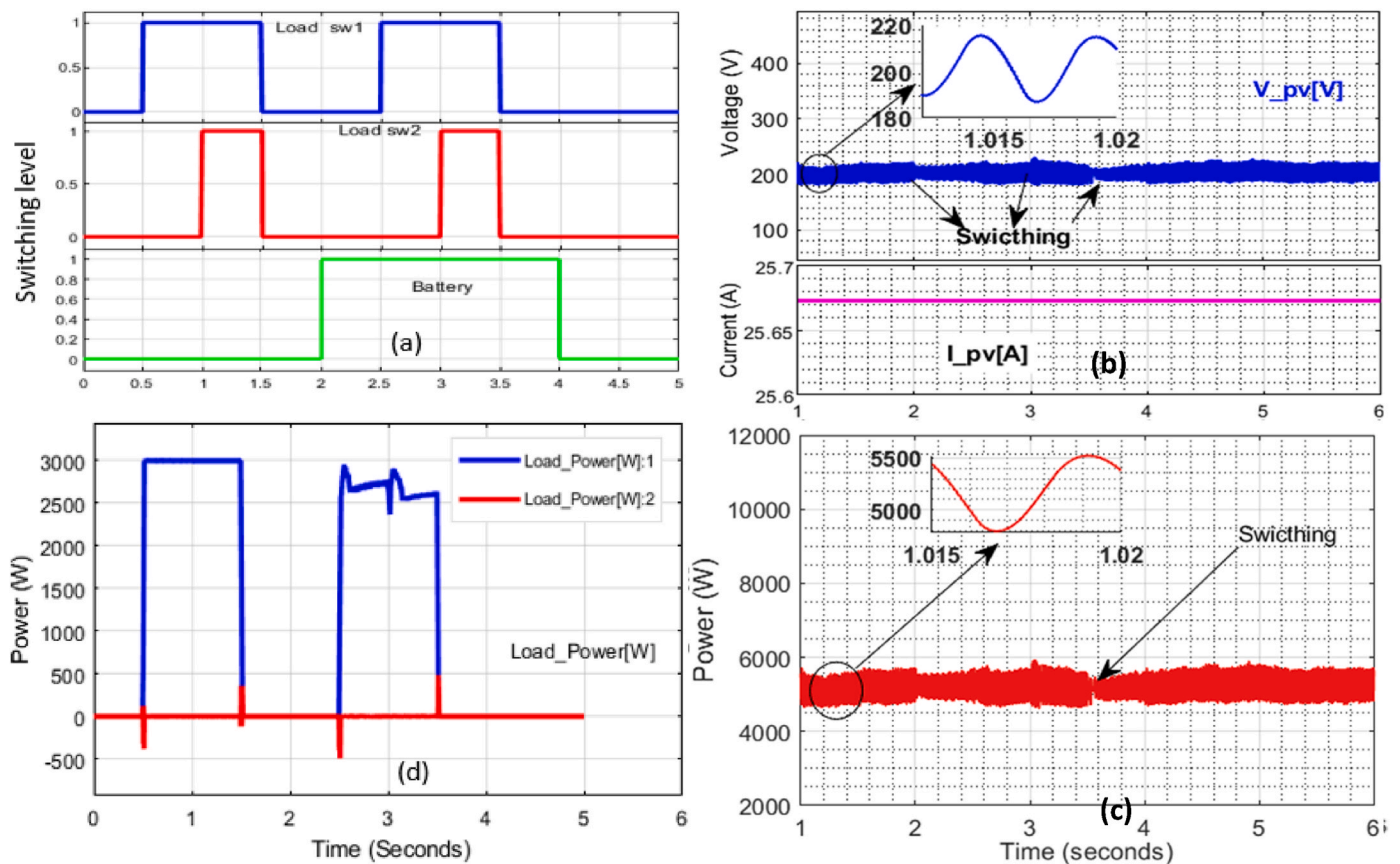 Switching level
Load sw1
1
0.5
0
Load sw2
1
0.5
0
Battery
1
0.8
0.6
0.4
0.2
0
(a)
0 0.5 1 1.5 2 2.5 3 3.5 4 4.5 5
Voltage (V)
400
300
200
100
220
200
180
1.015 1.02
V_pv[V]
Swicthing
Current (A)
25.7
25.65
25.6
I_pv[A]
(b)
1 2 3 4 5 6
Power (W)
3000
2500
2000
1500
1000
500
0
-500
Load_Power[W]:1
Load_Power[W]:2
Load_Power[W]
(d)
0 1 2 3 4 5 6
Time (Seconds)
Power (W)
12000
10000
8000
6000
4000
2000
5500
5000
1.015 1.02
Swicthing
(c)
1 2 3 4 5 6
Time (seconds)